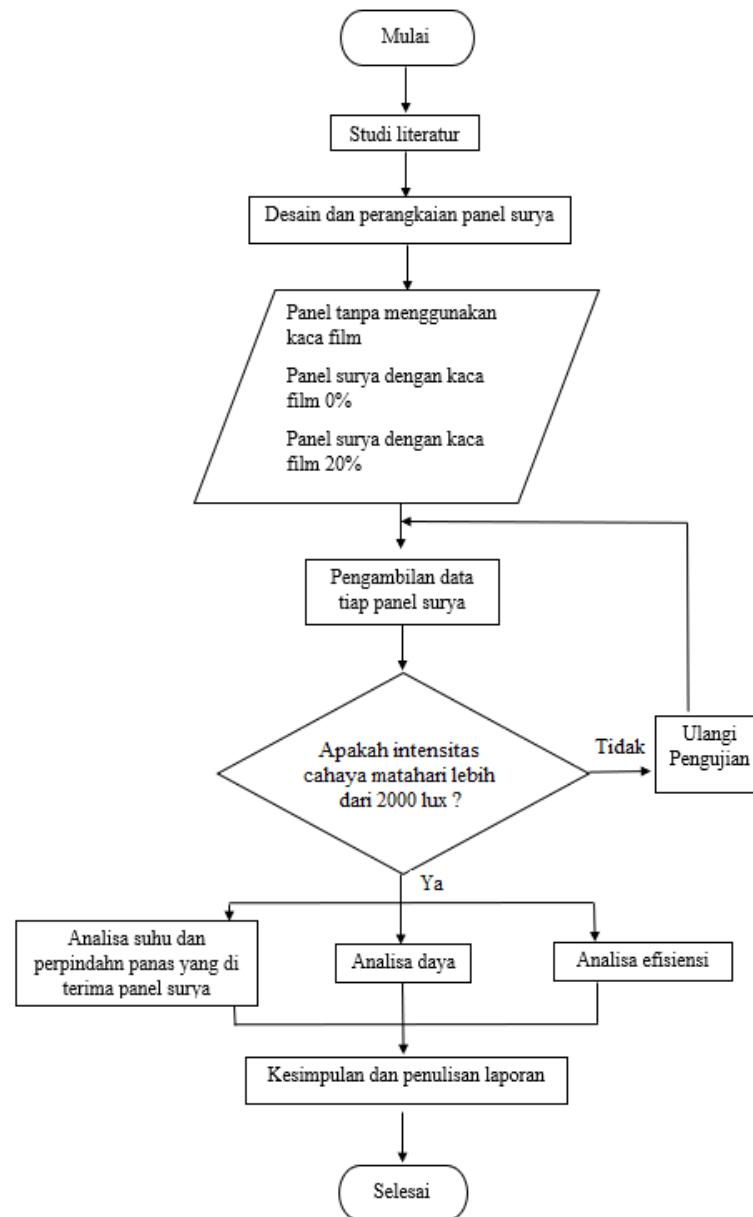 Mulai
Studi literatur
Desain dan perangkaian panel surya
Panel tanpa menggunakan
kaca film
Panel surya dengan kaca
film 0%
Panel surya dengan kaca
film 20%
Pengambilan data
tiap panel surya
Apakah intensitas
cahaya matahari lebih
dari 2000 lux ?
Tidak
Ulangi
Pengujian
Ya
Analisa suhu dan
perpindahn panas yang di
terima panel surya
Analisa daya
Analisa efisiensi
Kesimpulan dan penulisan laporan
Selesai